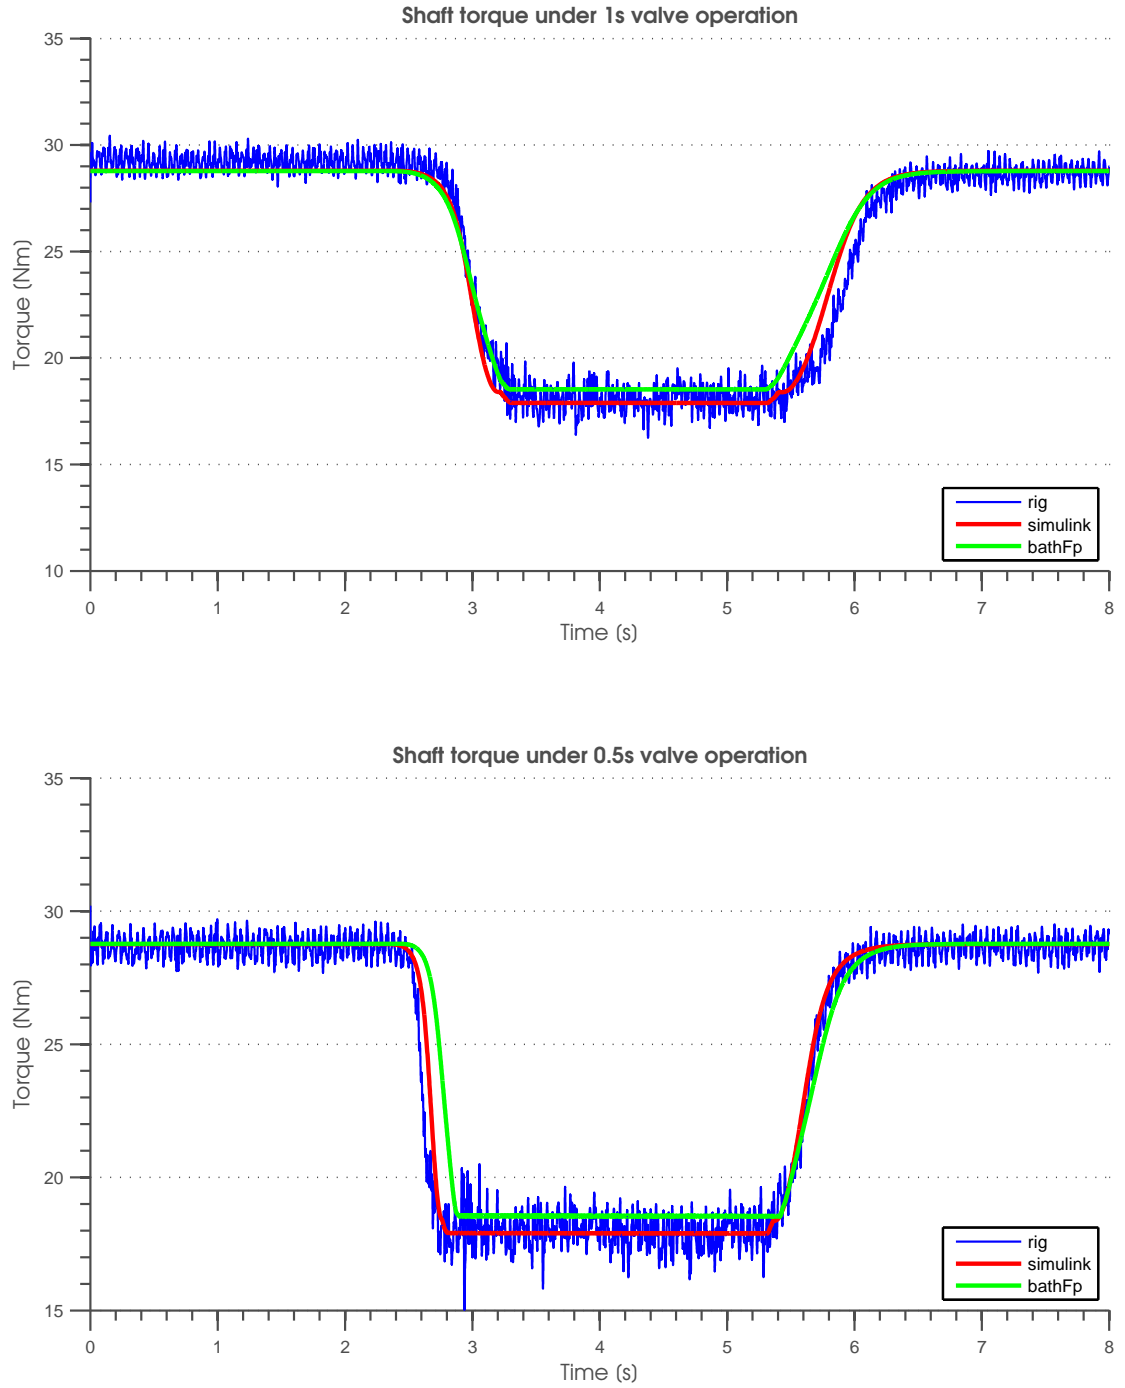 Shaft torque under 1s valve operation
35
30
25
20
15
10
Torque (Nm)
0 1 2 3 4 5 6 7 8
Time (s)
rig
simulink
bathFp
Shaft torque under 0.5s valve operation
35
30
25
20
15
Torque (Nm)
0 1 2 3 4 5 6 7 8
Time (s)
rig
simulink
bathFp